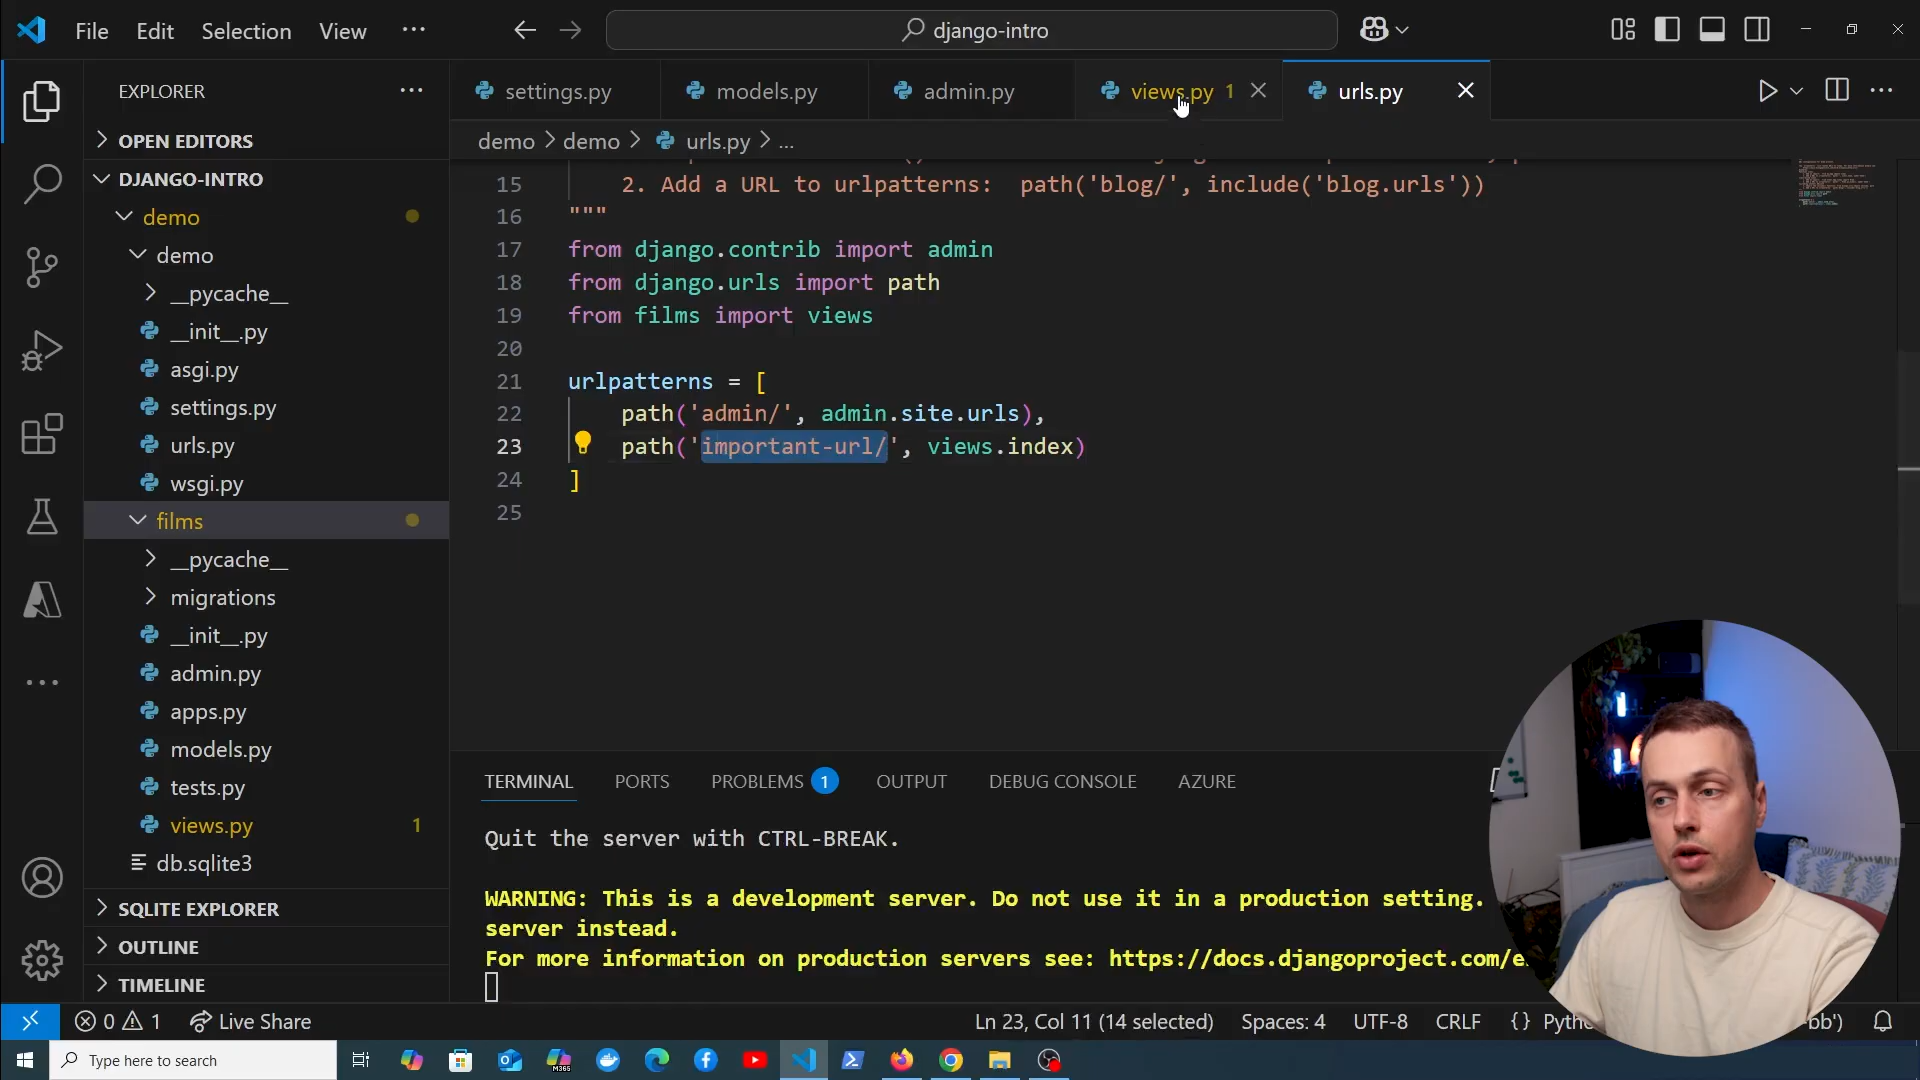 File Edit Selection View ···
django-intro
EXPLORER
OPEN EDITORS
DJANGO-INTRO
demo
demo
__pycache__
__init__.py
asgi.py
settings.py
urls.py
wsgi.py
films
__pycache__
migrations
__init__.py
admin.py
apps.py
models.py
tests.py
views.py 1
db.sqlite3
SQLITE EXPLORER
OUTLINE
TIMELINE
settings.py models.py admin.py views.py 1 urls.py
demo > demo > urls.py > ...
15 2. Add a URL to urlpatterns: path('blog/', include('blog.urls'))
16 """
17 from django.contrib import admin
18 from django.urls import path
19 from films import views
20
21 urlpatterns = [
22 path('admin/', admin.site.urls),
23 path('important-url/', views.index)
24 ]
25
TERMINAL PORTS PROBLEMS 1 OUTPUT DEBUG CONSOLE AZURE
Quit the server with CTRL-BREAK.
WARNING: This is a development server. Do not use it in a production setting.
server instead.
For more information on production servers see: https://docs.djangoproject.com/e
0 1 Live Share Ln 23, Col 11 (14 selected) Spaces: 4 UTF-8 CRLF {} Pyth bb')
Type here to search
M365